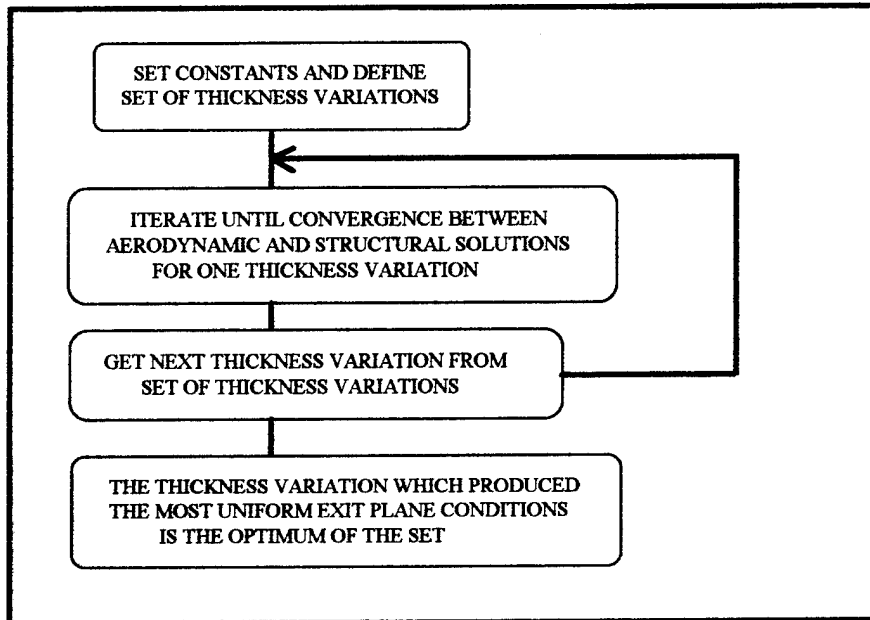 SET CONSTANTS AND DEFINE
SET OF THICKNESS VARIATIONS
ITERATE UNTIL CONVERGENCE BETWEEN
AERODYNAMIC AND STRUCTURAL SOLUTIONS
FOR ONE THICKNESS VARIATION
GET NEXT THICKNESS VARIATION FROM
SET OF THICKNESS VARIATIONS
THE THICKNESS VARIATION WHICH PRODUCED
THE MOST UNIFORM EXIT PLANE CONDITIONS
IS THE OPTIMUM OF THE SET